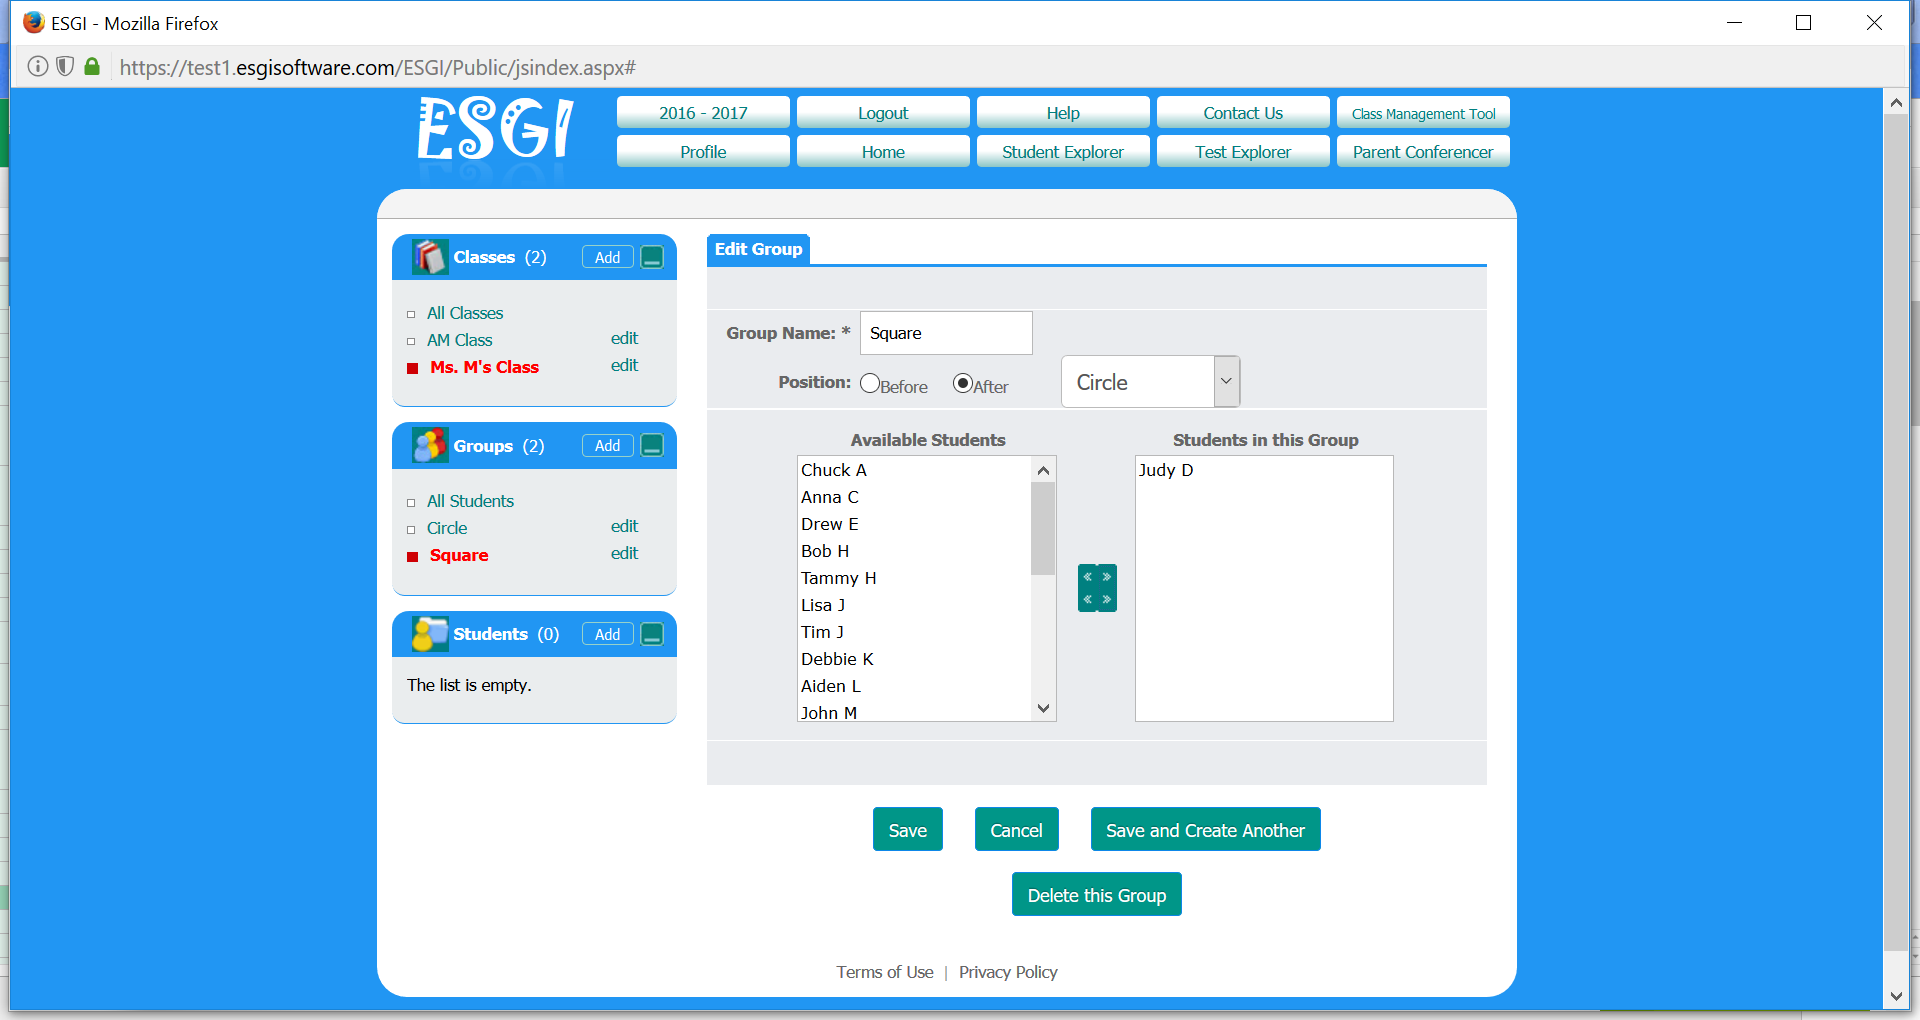 ESGI - Mozilla Firefox
https://test1.esgisoftware.com/ESGI/Public/jsindex.aspx#
ESGI
2016 - 2017 Logout Help Contact Us Class Management Tool
Profile Home Student Explorer Test Explorer Parent Conferencer
Classes (2) Add
All Classes
AM Class edit
Ms. M's Class edit
Groups (2) Add
All Students
Circle edit
Square edit
Students (0) Add
The list is empty.
Edit Group
Group Name: * Square
Position: Before After Circle
Available Students
Chuck A
Anna C
Drew E
Bob H
Tammy H
Lisa J
Tim J
Debbie K
Aiden L
John M
Students in this Group
Judy D
Save Cancel Save and Create Another
Delete this Group
Terms of Use | Privacy Policy